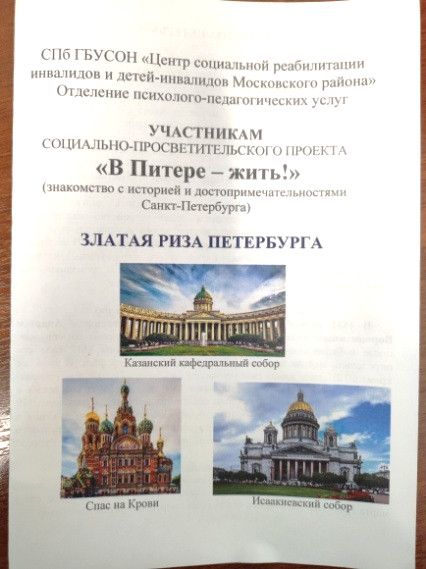 СПб ГБУСОН «Центр социальной реабилитации
инвалидов и детей-инвалидов Московского района»
Отделение психолого-педагогических услуг
УЧАСТНИКАМ
СОЦИАЛЬНО-ПРОСВЕТИТЕЛЬСКОГО ПРОЕКТА
«В Питере – жить!»
(знакомство с историей и достопримечательностями
Санкт-Петербурга)
ЗЛАТАЯ РИЗА ПЕТЕРБУРГА
Казанский кафедральный собор
Спас на Крови
Исаакиевский собор